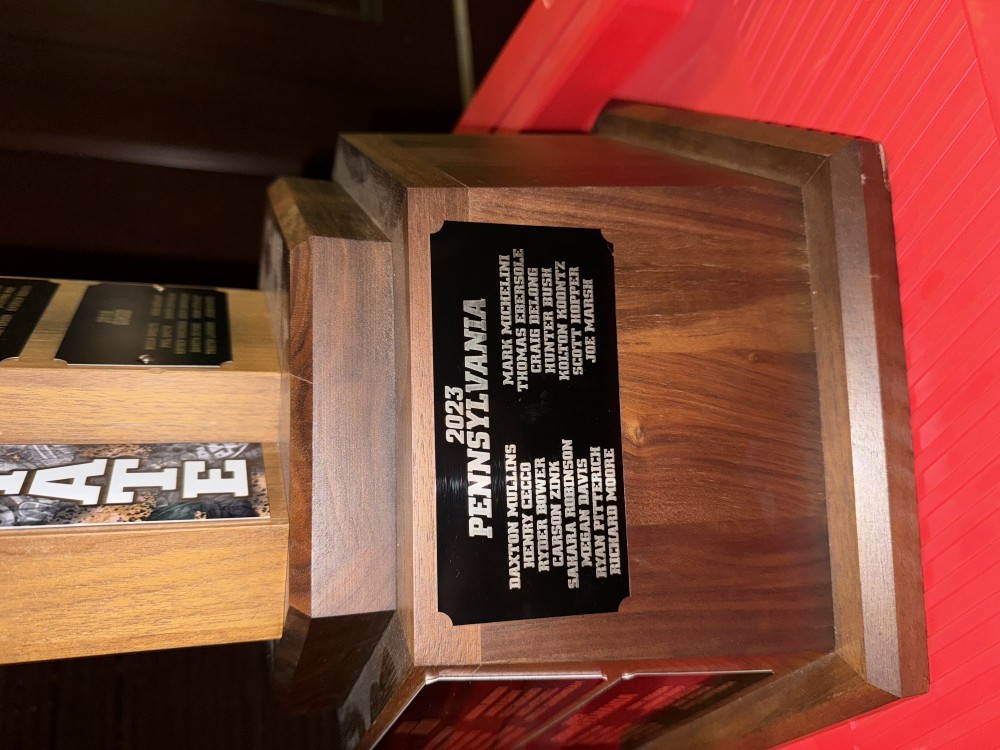 2023
PENNSYLVANIA
DAXTON MULLINS
HENRY CECCO
RYDER BOWER
CARSON ZINK
SAHARA ROBINSON
MEGAN DAVIS
RYAN PITTERICH
RICHARD MOORE
MARK MICHELINI
THOMAS EBERSOLE
CRAIG DELONG
HUNTER BUSH
KOLTON KOONTZ
SCOTT HOPPER
JOE MARSH
ATE